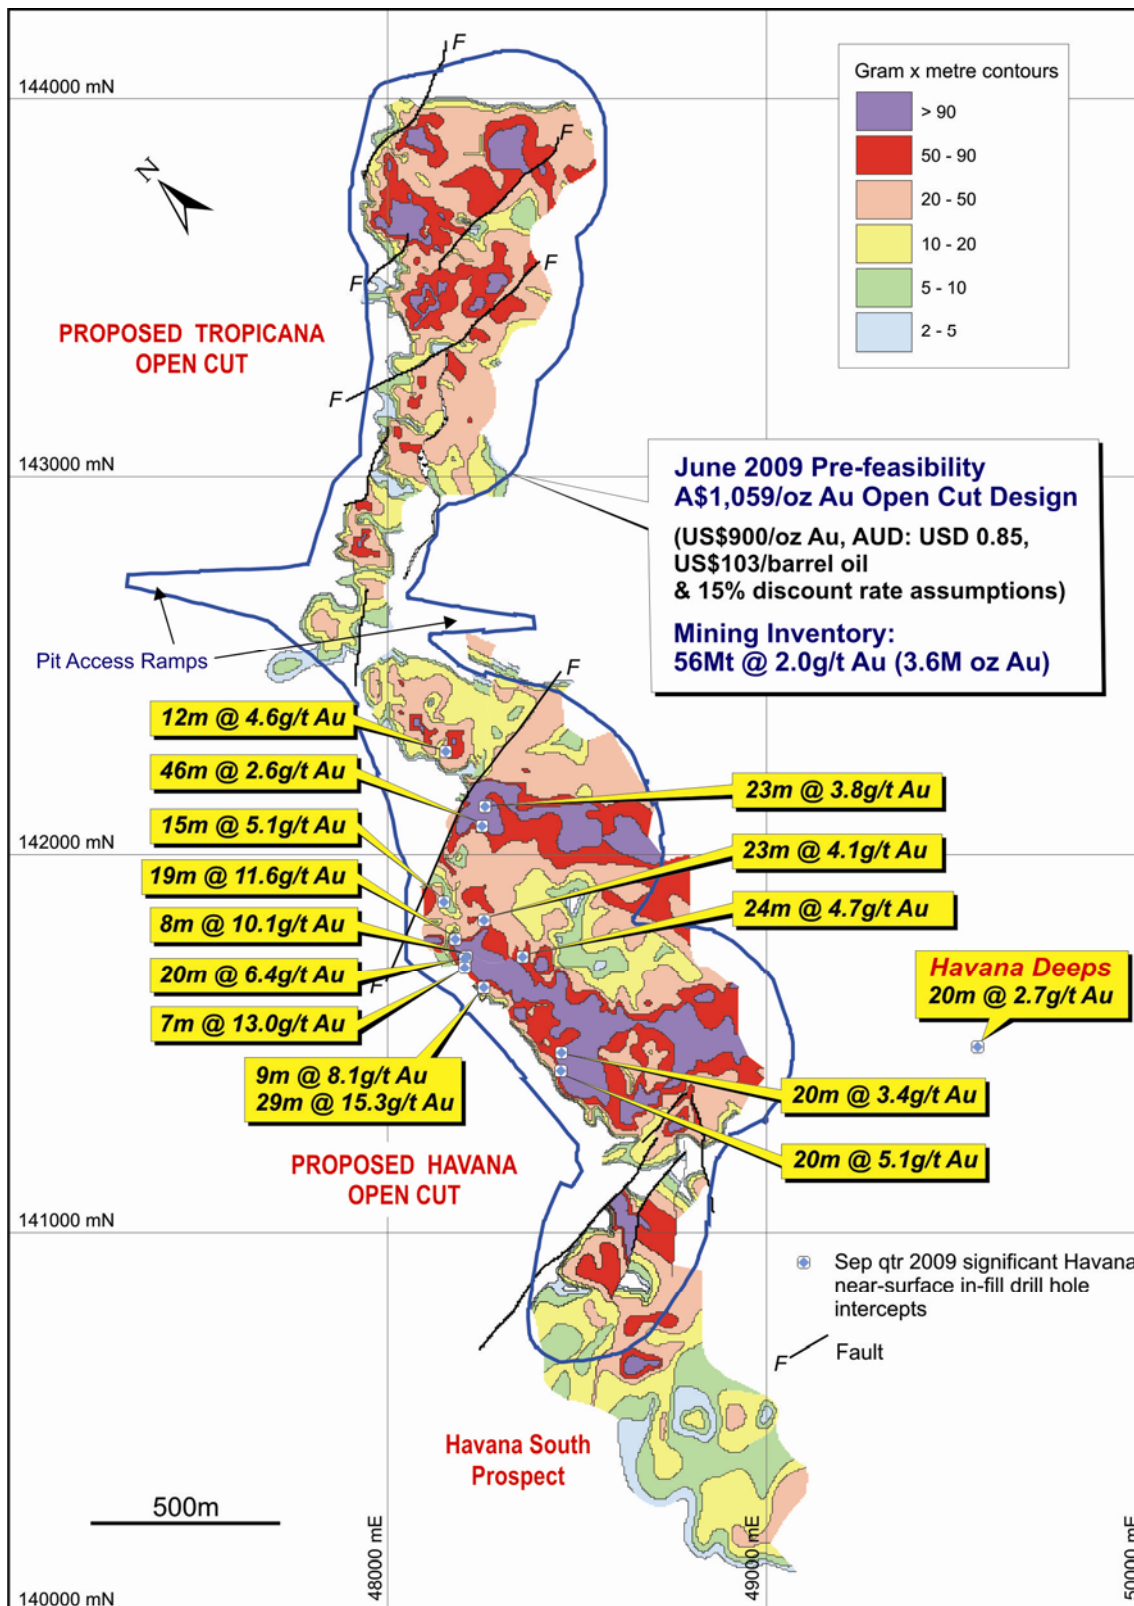 F
144000 mN
N
F
Gram x metre contours
> 90
50 - 90
20 - 50
10 - 20
5 - 10
2 - 5
F
F
PROPOSED TROPICANA
OPEN CUT
F
143000 mN
June 2009 Pre-feasibility
A$1,059/oz Au Open Cut Design
(US$900/oz Au, AUD: USD 0.85,
US$103/barrel oil
& 15% discount rate assumptions)
Mining Inventory:
56Mt @ 2.0g/t Au (3.6M oz Au)
Pit Access Ramps
F
12m @ 4.6g/t Au
46m @ 2.6g/t Au
15m @ 5.1g/t Au
142000 mN
19m @ 11.6g/t Au
8m @ 10.1g/t Au
20m @ 6.4g/t Au
F
7m @ 13.0g/t Au
9m @ 8.1g/t Au
29m @ 15.3g/t Au
23m @ 3.8g/t Au
23m @ 4.1g/t Au
24m @ 4.7g/t Au
Havana Deeps
20m @ 2.7g/t Au
20m @ 3.4g/t Au
20m @ 5.1g/t Au
PROPOSED HAVANA
OPEN CUT
141000 mN
Sep qtr 2009 significant Havana
near-surface in-fill drill hole
intercepts
F
Fault
Havana South
Prospect
500m
48000 mE
49000 mE
50000 mE
140000 mN